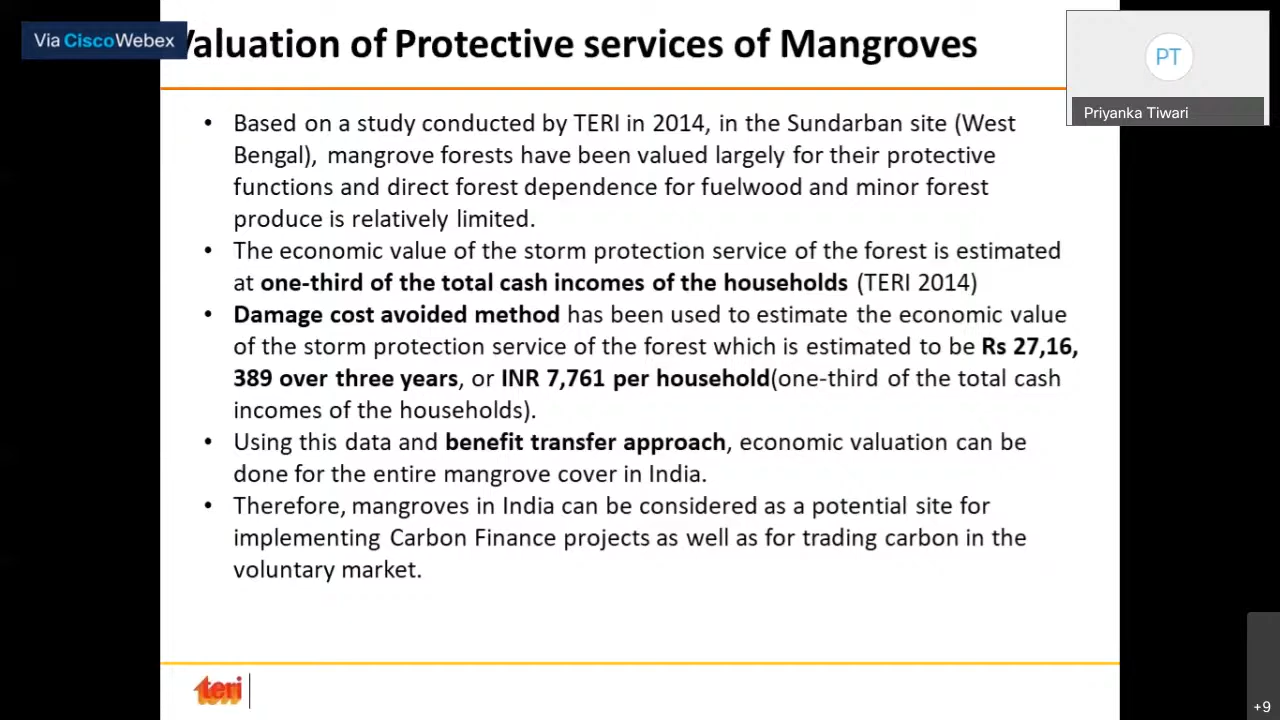 Via CiscoWebex
Valuation of Protective services of Mangroves
PT
Priyanka Tiwari
• Based on a study conducted by TERI in 2014, in the Sundarban site (West
Bengal), mangrove forests have been valued largely for their protective
functions and direct forest dependence for fuelwood and minor forest
produce is relatively limited.
• The economic value of the storm protection service of the forest is estimated
at one-third of the total cash incomes of the households (TERI 2014)
• Damage cost avoided method has been used to estimate the economic value
of the storm protection service of the forest which is estimated to be Rs 27,16,
389 over three years, or INR 7,761 per household(one-third of the total cash
incomes of the households).
• Using this data and benefit transfer approach, economic valuation can be
done for the entire mangrove cover in India.
• Therefore, mangroves in India can be considered as a potential site for
implementing Carbon Finance projects as well as for trading carbon in the
voluntary market.
teri
+9